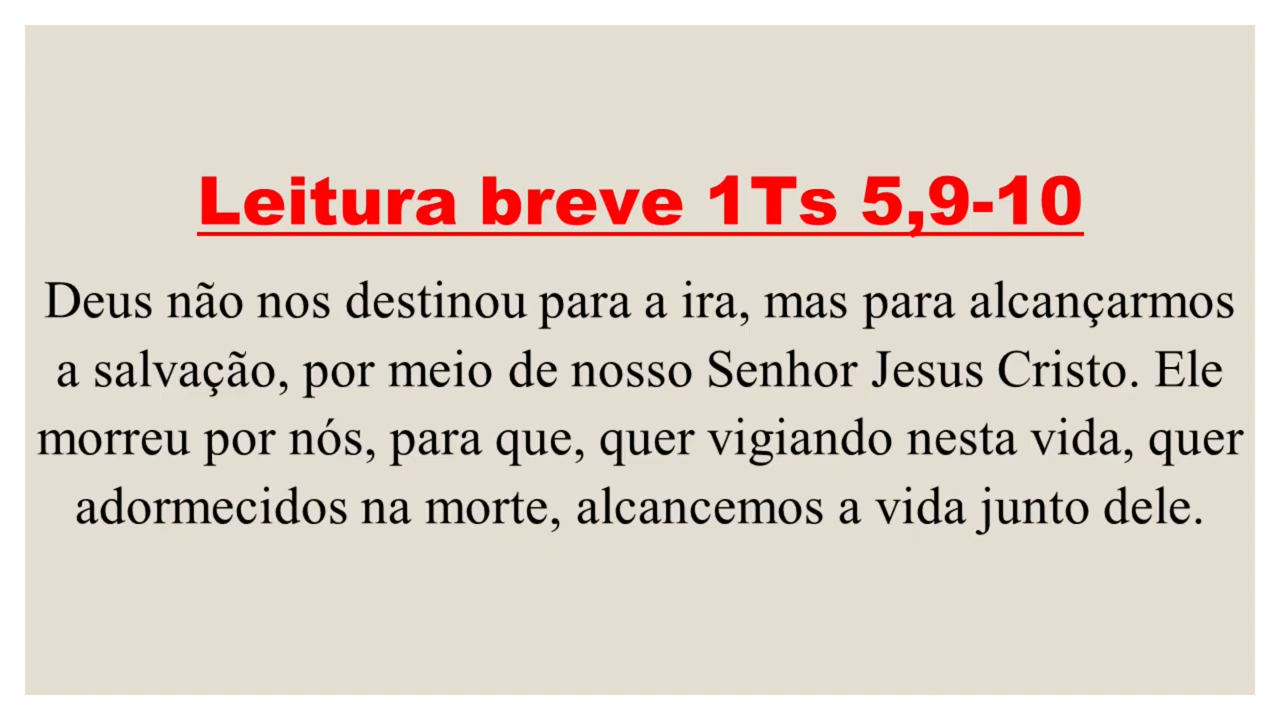 Leitura breve 1Ts 5,9-10
Deus não nos destinou para a ira, mas para alcançarmos
a salvação, por meio de nosso Senhor Jesus Cristo. Ele
morreu por nós, para que, quer vigiando nesta vida, quer
adormecidos na morte, alcancemos a vida junto dele.